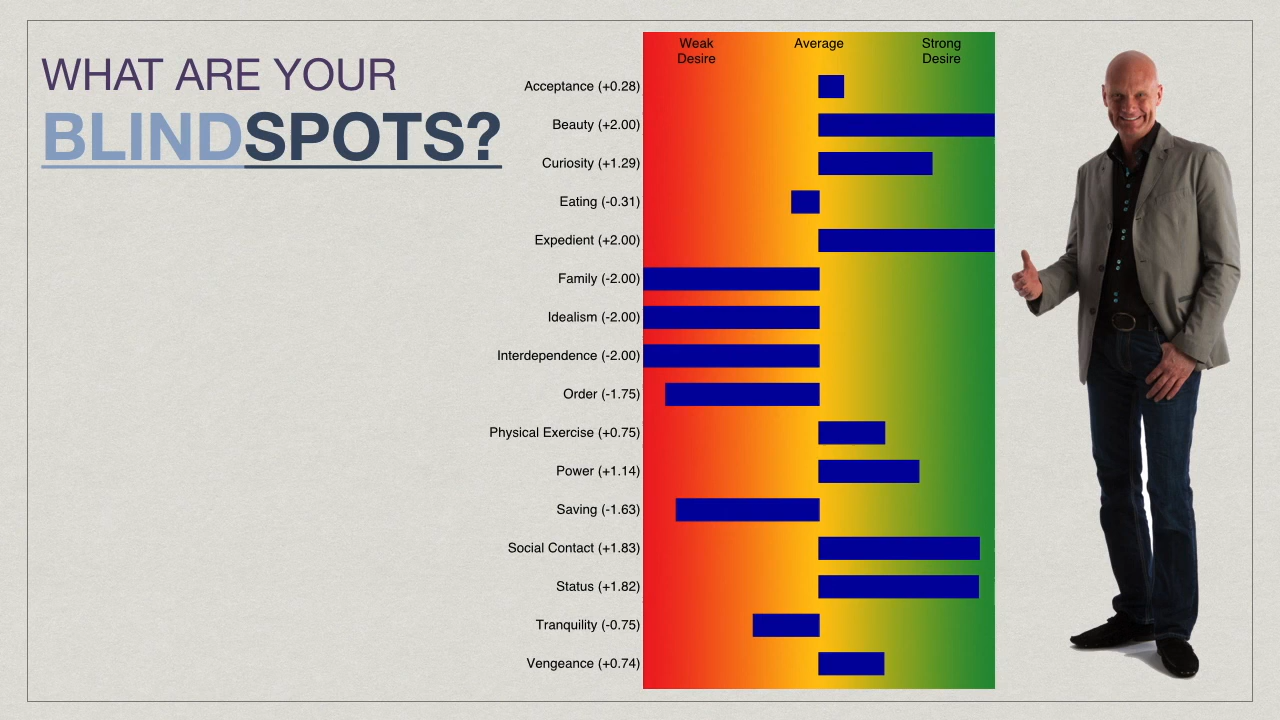 WHAT ARE YOUR
BLINDSPOTS?
Weak
Desire
Average
Strong
Desire
Acceptance (+0.28)
Beauty (+2.00)
Curiosity (+1.29)
Eating (-0.31)
Expedient (+2.00)
Family (-2.00)
Idealism (-2.00)
Interdependence (-2.00)
Order (-1.75)
Physical Exercise (+0.75)
Power (+1.14)
Saving (-1.63)
Social Contact (+1.83)
Status (+1.82)
Tranquility (-0.75)
Vengeance (+0.74)